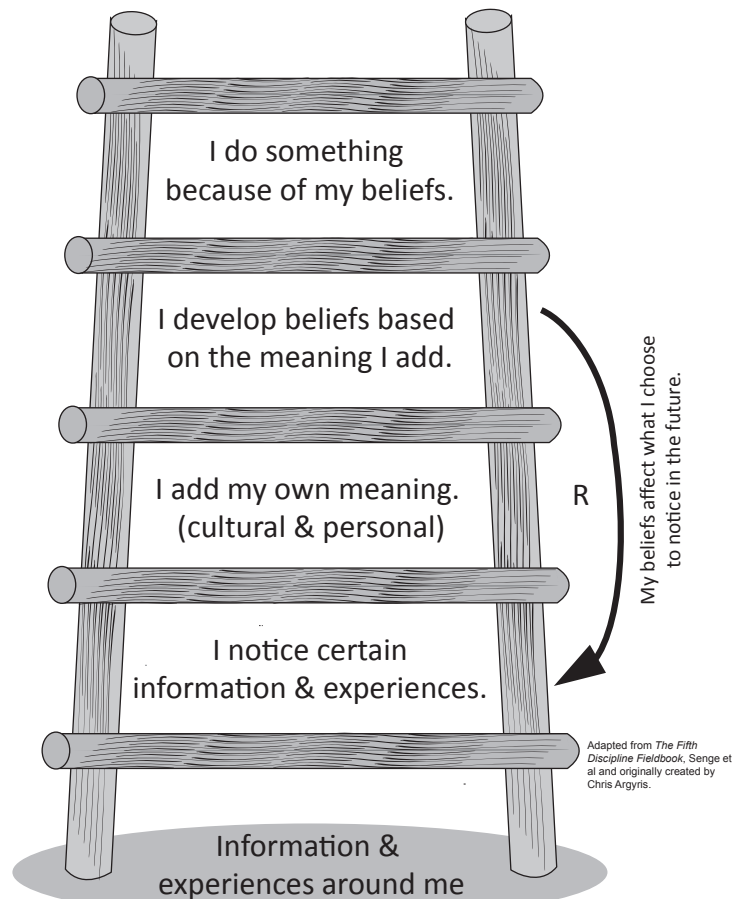 I do something
because of my beliefs.
I develop beliefs based
on the meaning I add.
I add my own meaning.
(cultural & personal)
R
My beliefs affect what I choose
to notice in the future.
I notice certain
information & experiences.
Adapted from The Fifth
Discipline Fieldbook, Senge et
al and originally created by
Chris Argyris.
Information &
experiences around me